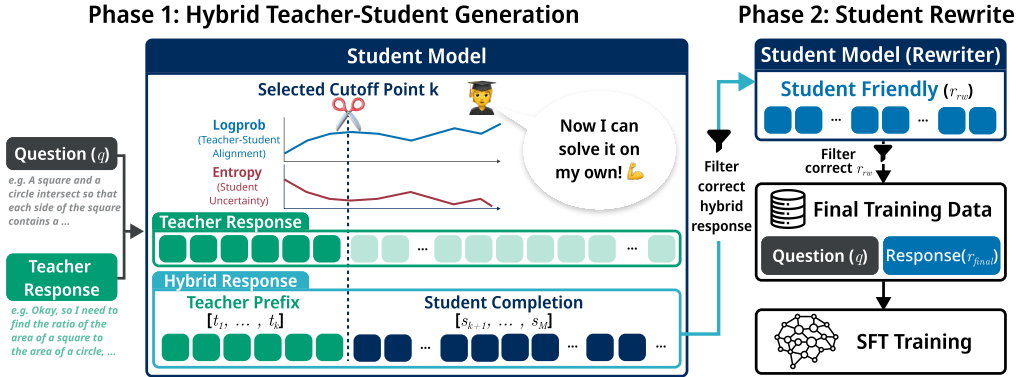 Phase 1: Hybrid Teacher-Student Generation
Phase 2: Student Rewrite
Question (q)
e.g. A square and a
circle intersect so that
each side of the square
contains a ...
Teacher
Response
e.g. Okay, so I need to
find the ratio of the
area of a square to
the area of a circle, ...
Student Model
Selected Cutoff Point k
Logprob
(Teacher-Student
Alignment)
Entropy
(Student
Uncertainty)
Now I can
solve it on
my own! 💪
Teacher Response
...
...
Hybrid Response
Teacher Prefix
[t₁, ... , tₖ]
Student Completion
[sₖ₊₁, ... , s_M]
...
...
...
Filter
correct
hybrid
response
Student Model (Rewriter)
Student Friendly (r_rw)
...
...
Filter
correct r_rw
Final Training Data
Question (q)
Response(r_final)
SFT Training